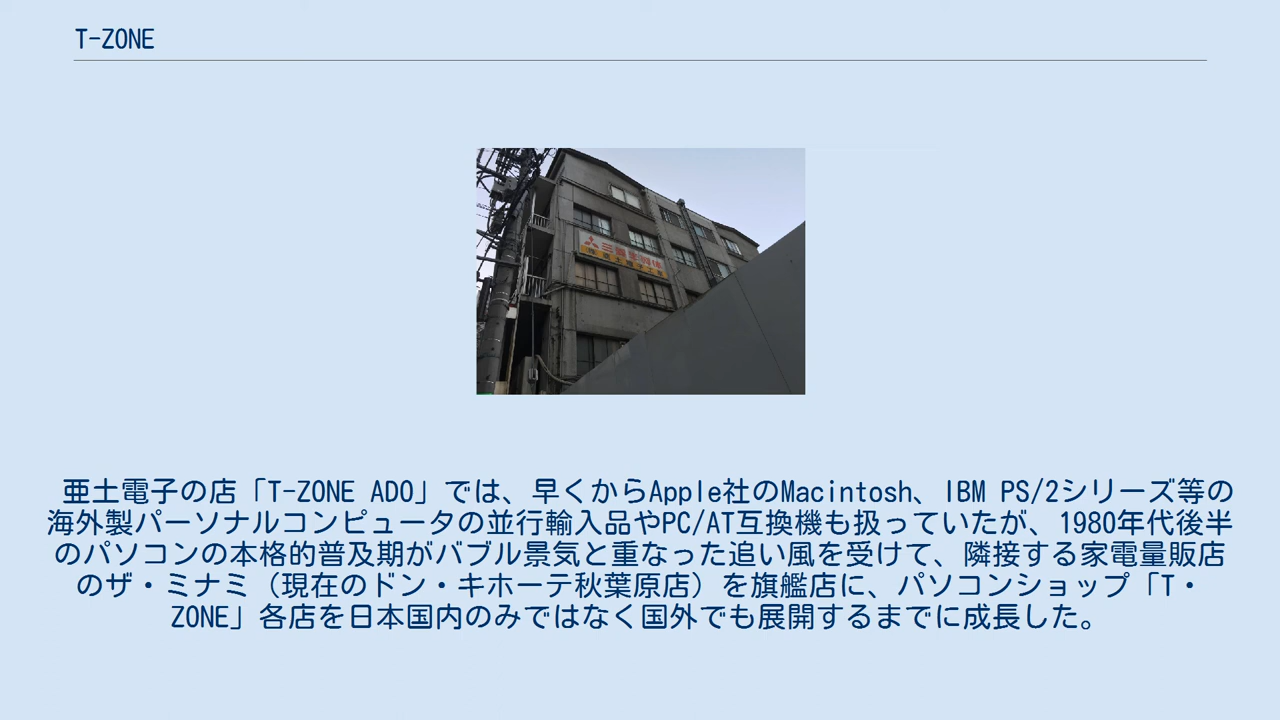 T-ZONE
亜土電子の店「T-ZONE ADO」では、早くからApple社のMacintosh、IBM PS/2シリーズ等の
海外製パーソナルコンピュータの並行輸入品やPC/AT互換機も扱っていたが、1980年代後半
のパソコンの本格的普及期がバブル景気と重なった追い風を受けて、隣接する家電量販店
のザ・ミナミ（現在のドン・キホーテ秋葉原店）を旗艦店に、パソコンショップ「T・
ZONE」各店を日本国内のみではなく国外でも展開するまでに成長した。